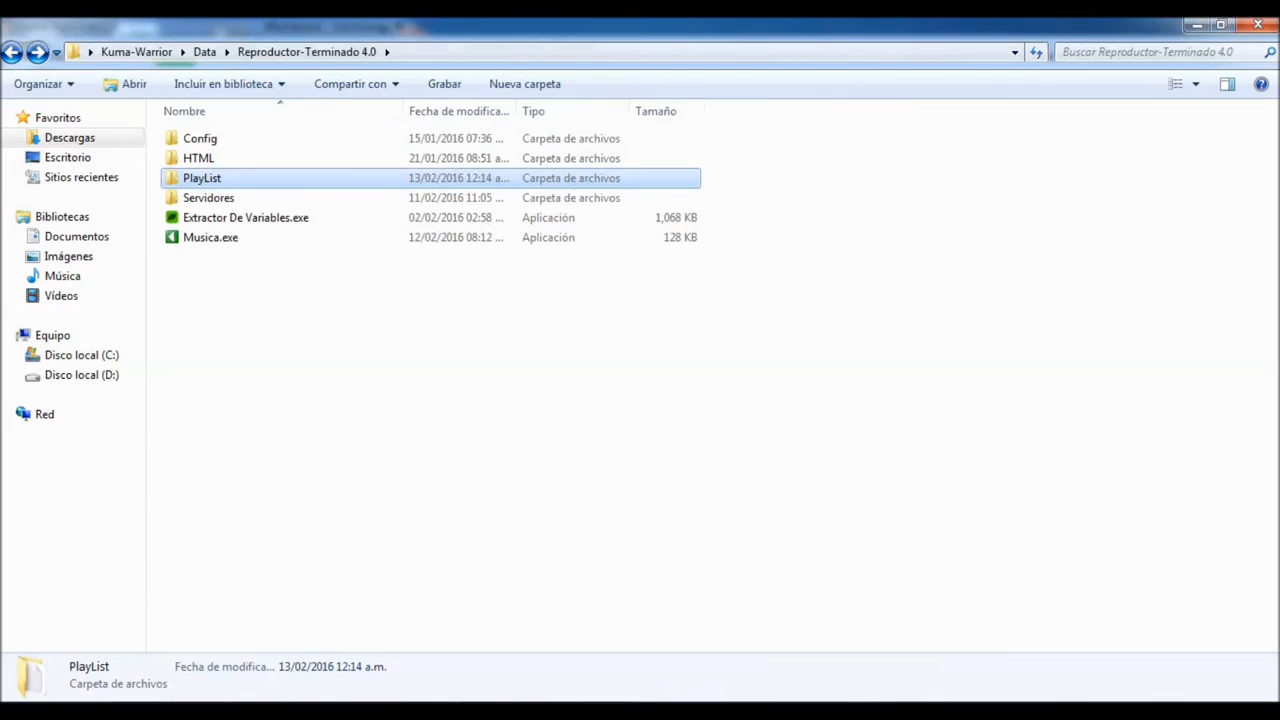 Kuma-Warrior Data Reproductor-Terminado 4.0 Buscar Reproductor-Terminado 4.0
Organizar Abrir Incluir en biblioteca Compartir con Grabar Nueva carpeta
Favoritos
Descargas
Escritorio
Sitios recientes
Bibliotecas
Documentos
Imágenes
Música
Vídeos
Equipo
Disco local (C:)
Disco local (D:)
Red
Nombre Fecha de modifica... Tipo Tamaño
Config 15/01/2016 07:36 ... Carpeta de archivos
HTML 21/01/2016 08:51 a... Carpeta de archivos
PlayList 13/02/2016 12:14 a... Carpeta de archivos
Servidores 11/02/2016 11:05 ... Carpeta de archivos
Extractor De Variables.exe 02/02/2016 02:58 ... Aplicación 1,068 KB
Musica.exe 12/02/2016 08:12 ... Aplicación 128 KB
PlayList Fecha de modifica... 13/02/2016 12:14 a.m.
Carpeta de archivos